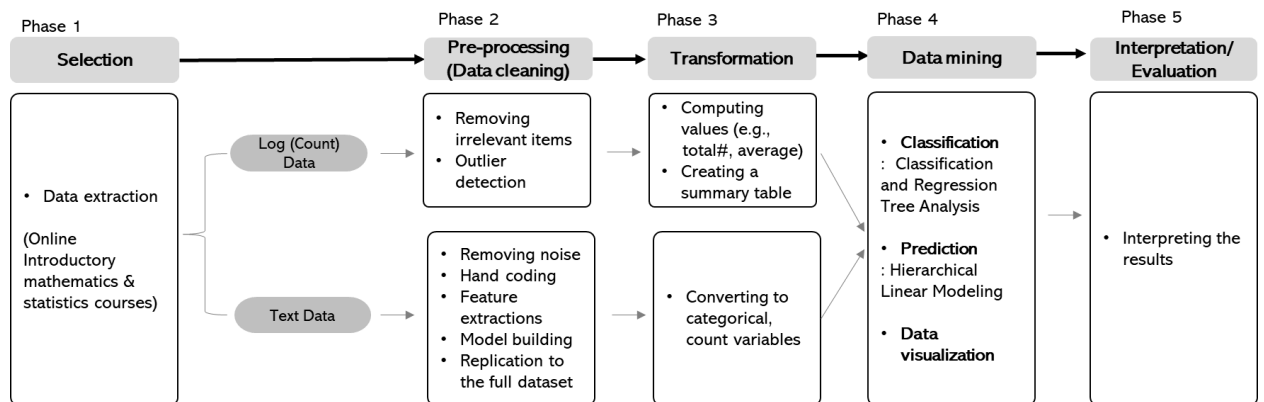 Phase 1
Selection
• Data extraction
(Online
Introductory
mathematics &
statistics courses)
Log (Count)
Data
Text Data
Phase 2
Pre-processing
(Data cleaning)
• Removing
irrelevant items
• Outlier
detection
• Removing noise
• Hand coding
• Feature
extractions
• Model building
• Replication to
the full dataset
Phase 3
Transformation
• Computing
values (e.g.,
total#, average)
• Creating a
summary table
• Converting to
categorical,
count variables
Phase 4
Data mining
• Classification
: Classification
and Regression
Tree Analysis
• Prediction
: Hierarchical
Linear Modeling
• Data
visualization
Phase 5
Interpretation/
Evaluation
• Interpreting the
results